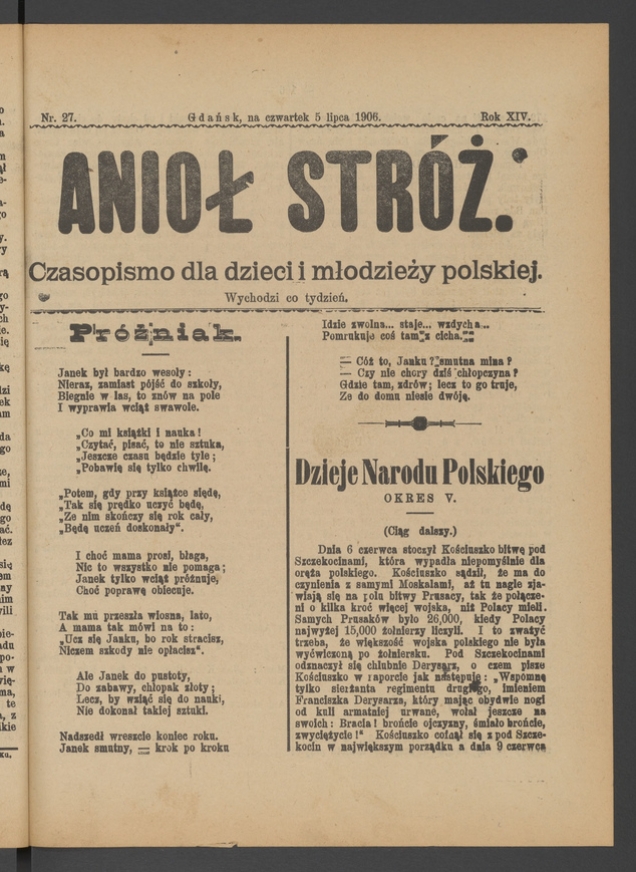 Nr. 27.
Gdańsk, na czwartek 5 lipca 1906.
Rok XIV.
ANIOŁ STRÓŻ.
Czasopismo dla dzieci i młodzieży polskiej.
Wychodzi co tydzień.
Próżniak.
Janek był bardzo wesoły:
Nieraz, zamiast pójść do szkoły,
Biegnie w las, to znów na pole
I wyprawia wciąż swawole.
„Co mi książki i nauka!
„Czytać, pisać, to nie sztuka,
„Jeszcze czasu będzie tyle;
„Pobawię się tylko chwilę.
„Potem, gdy przy książce siędę,
„Tak się prędko uczyć będę,
„Ze nim skończy się rok cały,
„Będę uczeń doskonały“.
I choć mama prosi, błaga,
Nic to wszystko nie pomaga;
Janek tylko wciąż próżnuje,
Choć poprawę obiecuje.
Tak mu przeszła wiosna, lato,
A mama tak mówi na to:
„Ucz się Janku, bo rok stracisz,
Niczem szkody nie opłacisz“.
Ale Janek do pustoty,
Do zabawy, chłopak złoty;
Lecz, by wziąć się do nauki,
Nie dokonał takiej sztuki.
Nadszedł wreszcie koniec roku.
Janek smutny, — krok po kroku
Idzie zwolna... staje... wzdycha...
Pomrukuje coś tam z cicha.
— Cóż to, Janku? smutna mina?
— Czy nie chory dziś chłopczyna?
Gdzie tam, zdrów; lecz to go truje,
Ze do domu niesie dwóję.
Dzieje Narodu Polskiego
OKRES V.
(Ciąg dalszy.)
Dnia 6 czerwca stoczył Kościuszko bitwę pod
Szczekocinami, która wypadła niepomyślnie dla
oręża polskiego. Kościuszko sądził, że ma do
czynienia z samymi Moskalami, aż tu nagle zja-
wiają się na polu bitwy Prusacy, tak że połącze-
ni o kilka kroć więcej wojska, niż Polacy mieli.
Samych Prusaków było 26,000, kiedy Polacy
najwyżej 15,000 żołnierzy liczyli. I to zważyć
trzeba, że większość wojska polskiego nie była
wyćwiczoną po żołniersku. Pod Szczekocinami
odznaczył się chlubnie Derysarz, o czem pisze
Kościuszko w raporcie jak następuje: „Wspomnę
tylko sierżanta regimentu drugiego, imieniem
Franciszka Derysarza, który mając obydwie nogi
od kuli armatniej urwane, wołał jeszcze na
swoich: Bracia! brońcie ojczyzny, śmiało brońcie,
zwyciężycie!“ Kościuszko cofnął się z pod Szcze-
kocin w największym porządku a dnia 9 czerwca